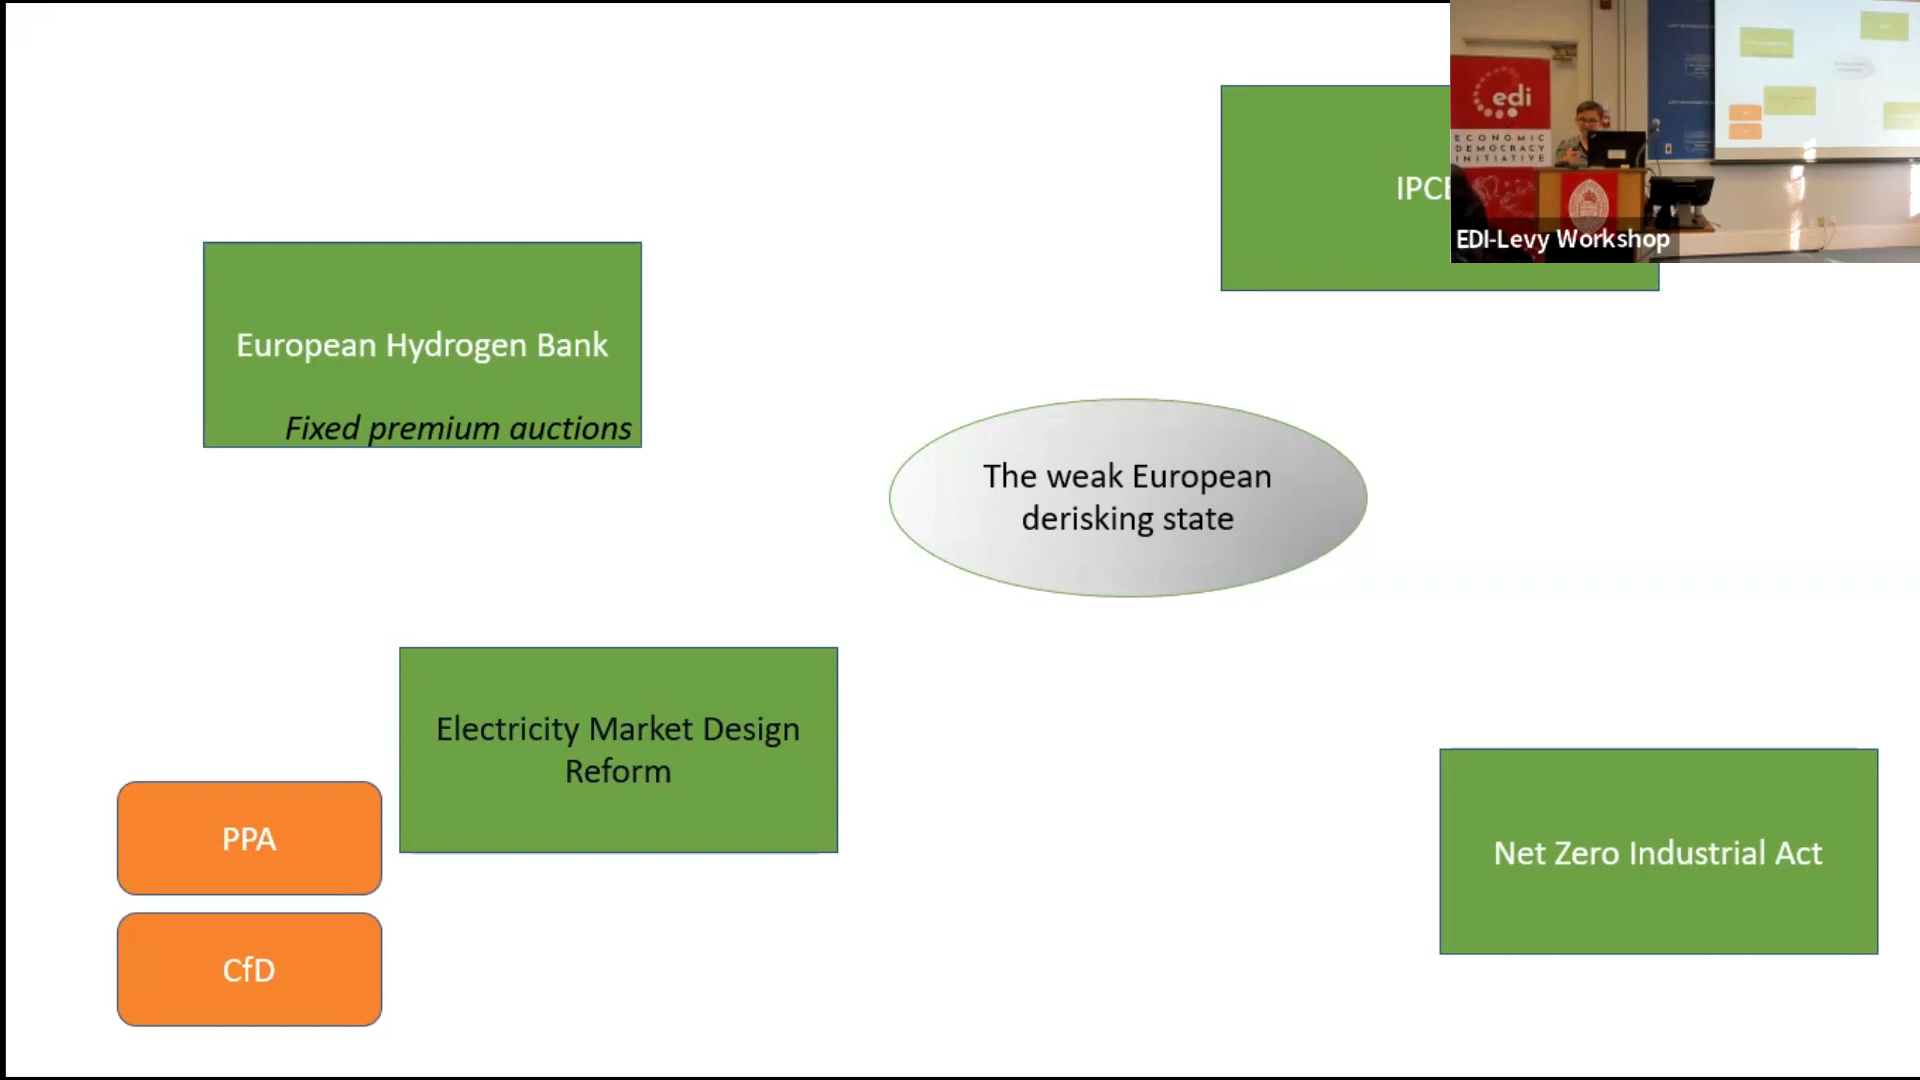 IPCE
edi
ECONOMIC
DEMOCRACY
INITIATIVE
EDI-Levy Workshop
European Hydrogen Bank
Fixed premium auctions
The weak European
derisking state
Electricity Market Design
Reform
PPA
CfD
Net Zero Industrial Act